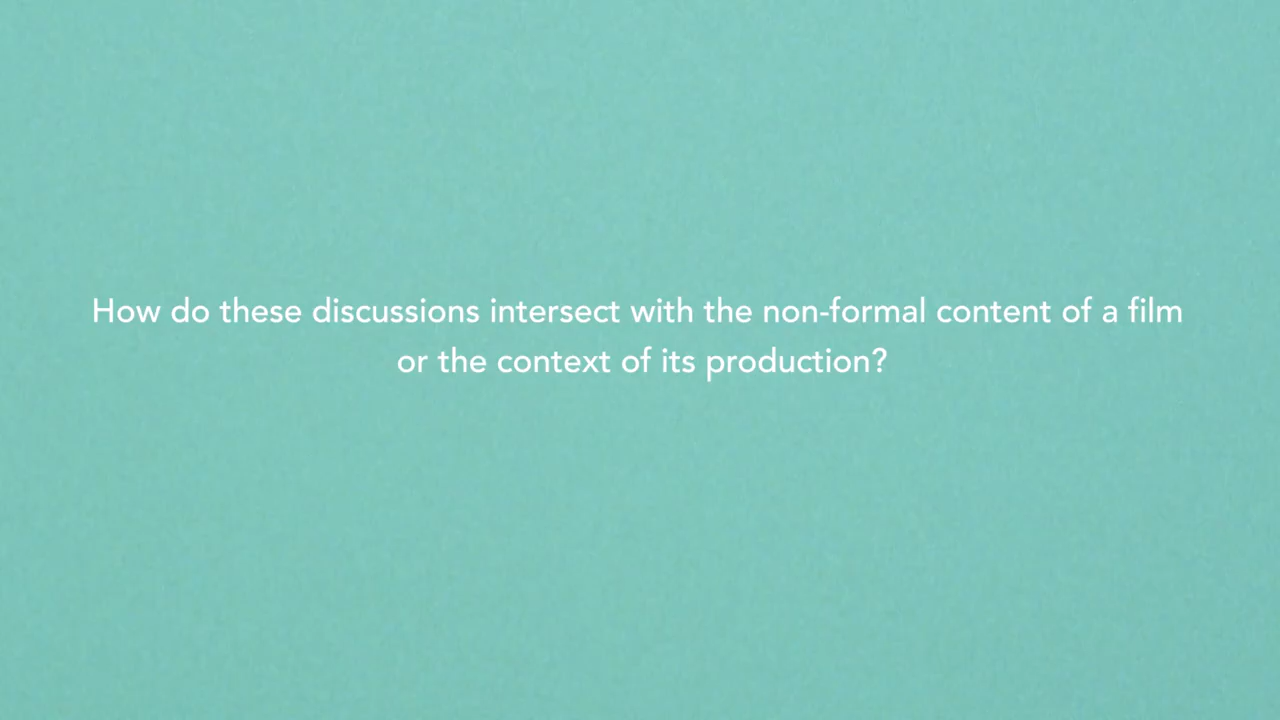 How do these discussions intersect with the non-formal content of a film
or the context of its production?